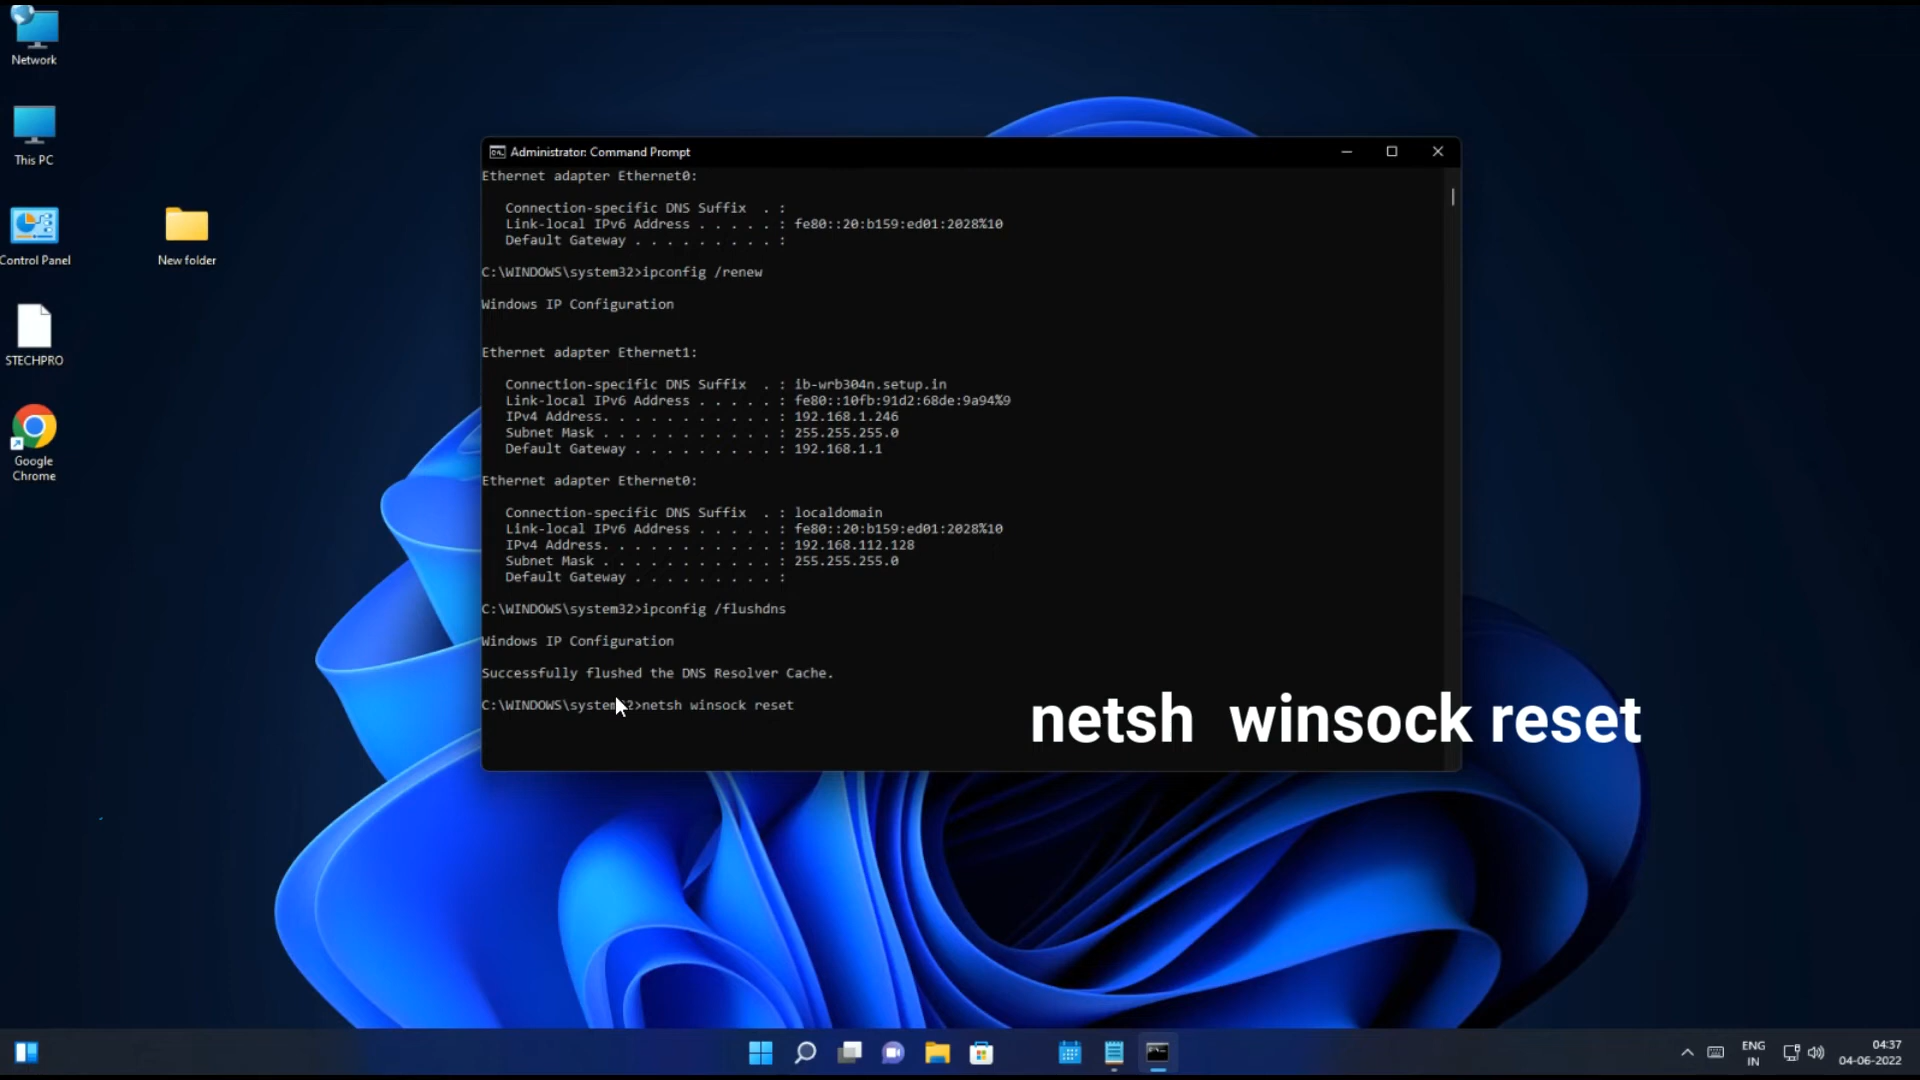 Network
This PC
Control Panel
New folder
STECHPRO
Google
Chrome
Administrator: Command Prompt
Ethernet adapter Ethernet0:
Connection-specific DNS Suffix  . :
Link-local IPv6 Address . . . . . : fe80::20:b159:ed01:2028%10
Default Gateway . . . . . . . . . :
C:\WINDOWS\system32>ipconfig /renew
Windows IP Configuration
Ethernet adapter Ethernet1:
Connection-specific DNS Suffix  . : ib-wrb304n.setup.in
Link-local IPv6 Address . . . . . : fe80::10fb:91d2:68de:9a94%9
IPv4 Address. . . . . . . . . . . : 192.168.1.246
Subnet Mask . . . . . . . . . . . : 255.255.255.0
Default Gateway . . . . . . . . . : 192.168.1.1
Ethernet adapter Ethernet0:
Connection-specific DNS Suffix  . : localdomain
Link-local IPv6 Address . . . . . : fe80::20:b159:ed01:2028%10
IPv4 Address. . . . . . . . . . . : 192.168.112.128
Subnet Mask . . . . . . . . . . . : 255.255.255.0
Default Gateway . . . . . . . . . :
C:\WINDOWS\system32>ipconfig /flushdns
Windows IP Configuration
Successfully flushed the DNS Resolver Cache.
C:\WINDOWS\system32>netsh winsock reset
netsh  winsock reset
ENG
IN
04:37
04-06-2022